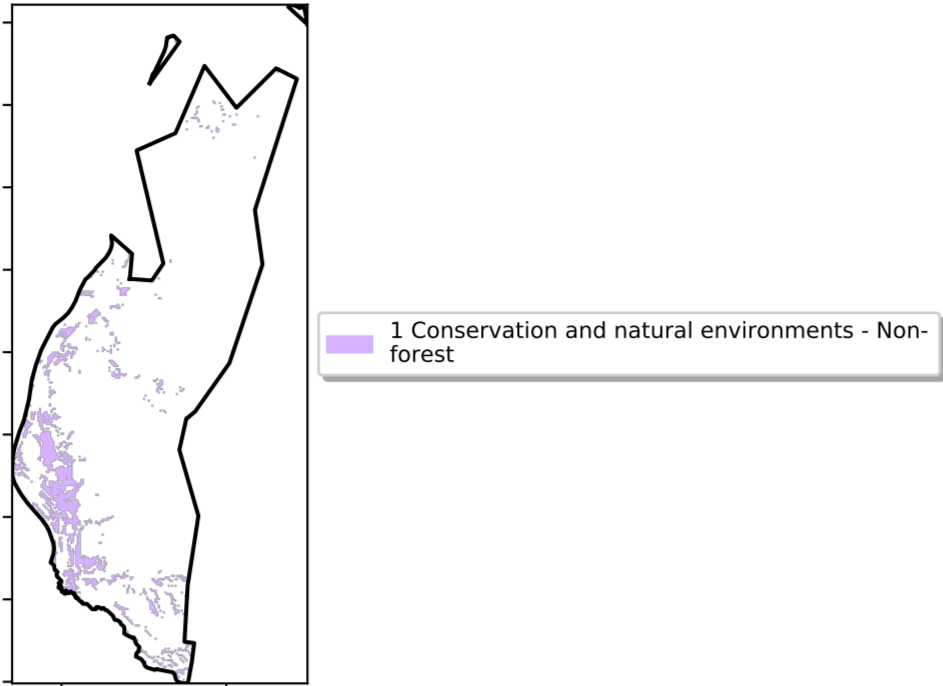 1 Conservation and natural environments - Non-
forest